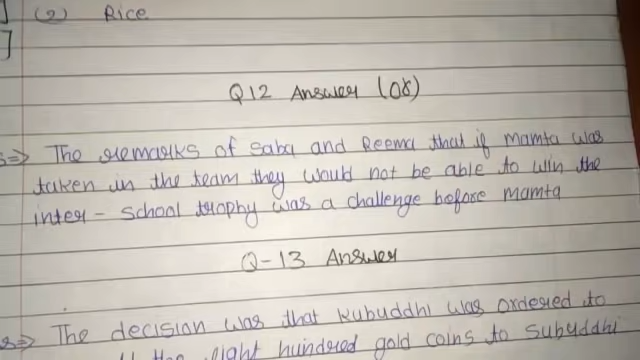 (2) Rice
Q12 Answer (or)
s=> The remarks of Saba and Reema that if Mamta was
taken in the team they would not be able to win the
inter - School trophy was a challenge before Mamta
Q-13 Answer
s=> The decision was that Kubuddhi was ordered to
eight hundred gold coins to Subuddhi